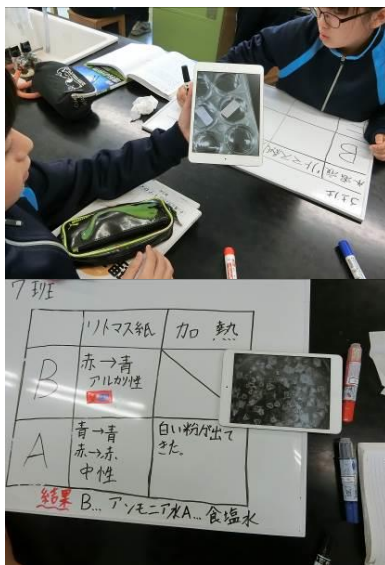 B
7班
リトマス紙
加熱
B
赤→青
アルカリ性
A
青→青
赤→赤
中性
白い粉が出て
きた。
結果 B... アンモニア水A... 食塩水